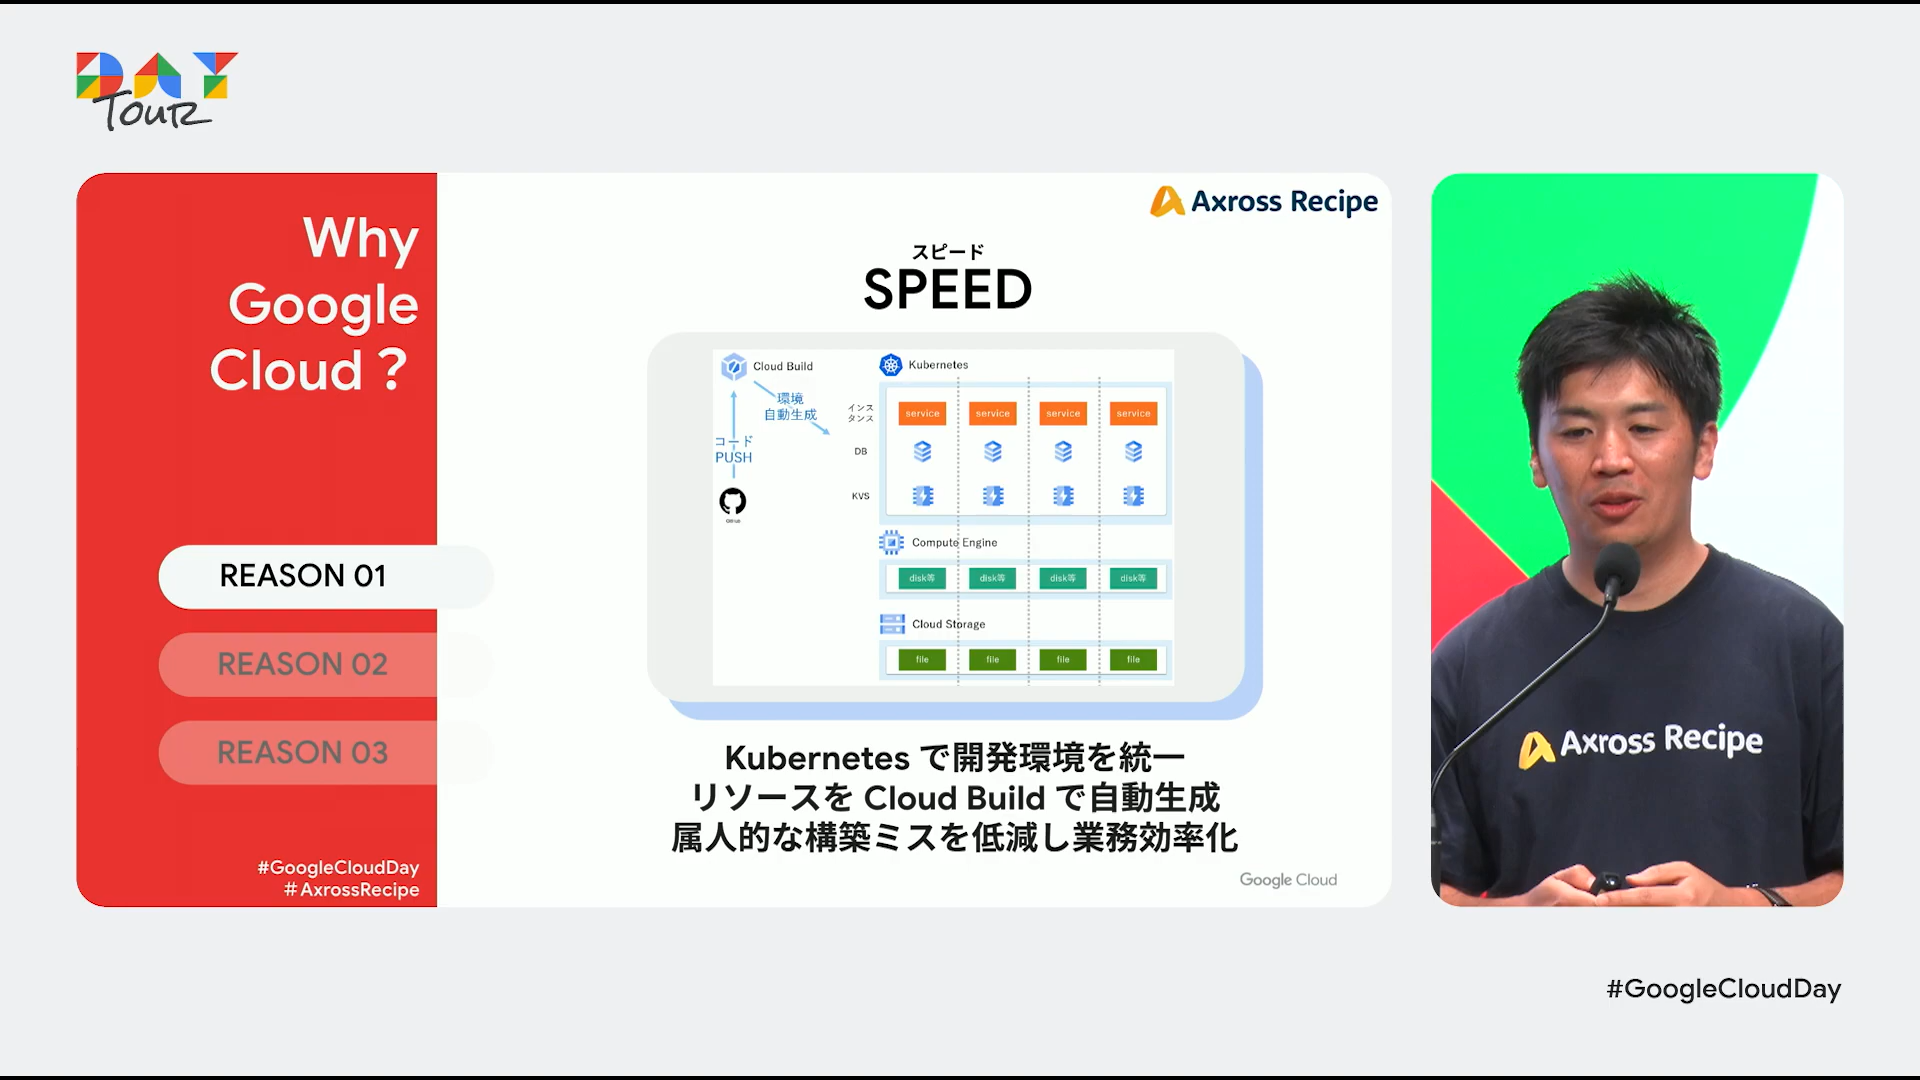 DAY
Tour
Why
Google
Cloud ?
REASON 01
REASON 02
REASON 03
#GoogleCloudDay
# AxrossRecipe
Axross Recipe
スピード
SPEED
Cloud Build
環境
自動生成
コード
PUSH
Kubernetes
インス
タンス
service service service service
DB
KVS
Compute Engine
disk等 disk等 disk等 disk等
Cloud Storage
file file file file
Kubernetes で開発環境を統一
リソースを Cloud Build で自動生成
属人的な構築ミスを低減し業務効率化
Google Cloud
Axross Recipe
#GoogleCloudDay